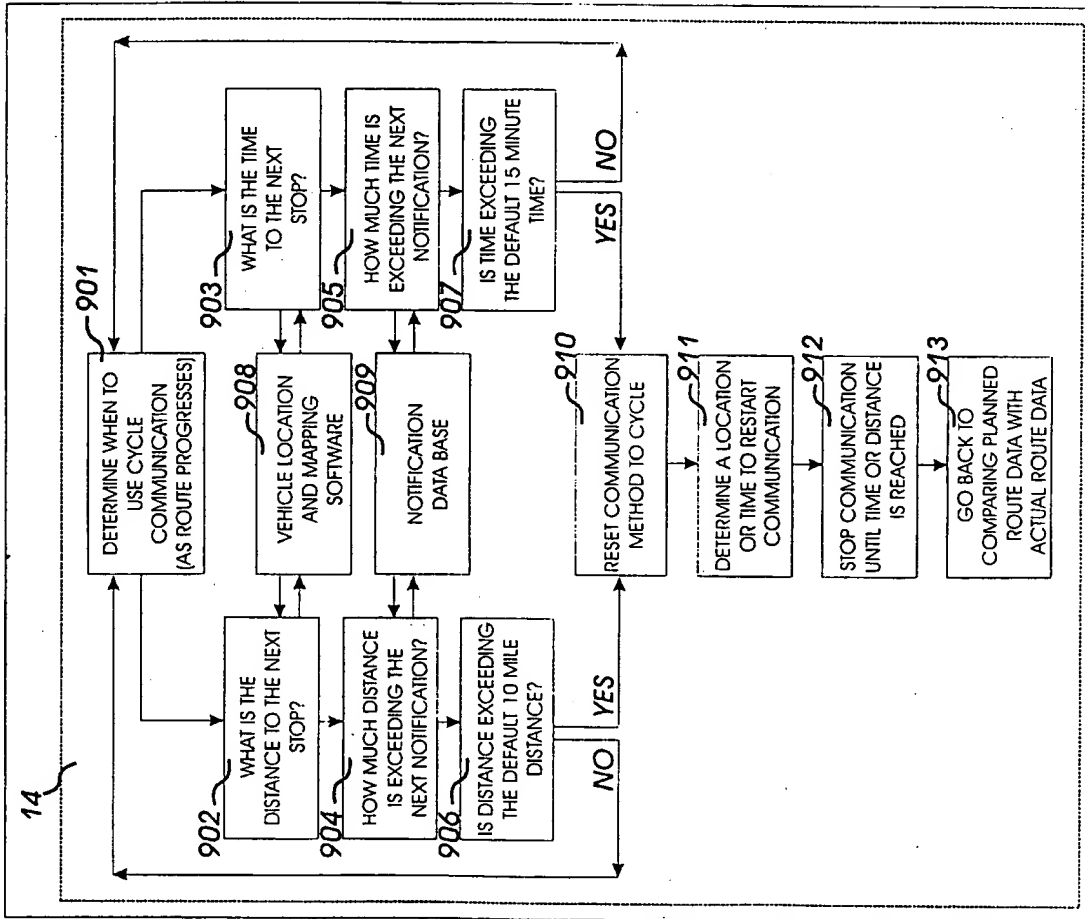 14
901
DETERMINE WHEN TO
USE CYCLE
COMMUNICATION
(AS ROUTE PROGRESSES)
902
WHAT IS THE
DISTANCE TO THE NEXT
STOP?
908
VEHICLE LOCATION
AND MAPPING
SOFTWARE
903
WHAT IS THE TIME
TO THE NEXT
STOP?
904
HOW MUCH DISTANCE
IS EXCEEDING THE
NEXT NOTIFICATION?
909
NOTIFICATION
DATA BASE
905
HOW MUCH TIME IS
EXCEEDING THE NEXT
NOTIFICATION?
906
IS DISTANCE EXCEEDING
THE DEFAULT 10 MILE
DISTANCE?
907
IS TIME EXCEEDING
THE DEFAULT 15 MINUTE
TIME?
NO
YES
YES
NO
910
RESET COMMUNICATION
METHOD TO CYCLE
911
DETERMINE A LOCATION
OR TIME TO RESTART
COMMUNICATION
912
STOP COMMUNICATION
UNTIL TIME OR DISTANCE
IS REACHED
913
GO BACK TO
COMPARING PLANNED
ROUTE DATA WITH
ACTUAL ROUTE DATA